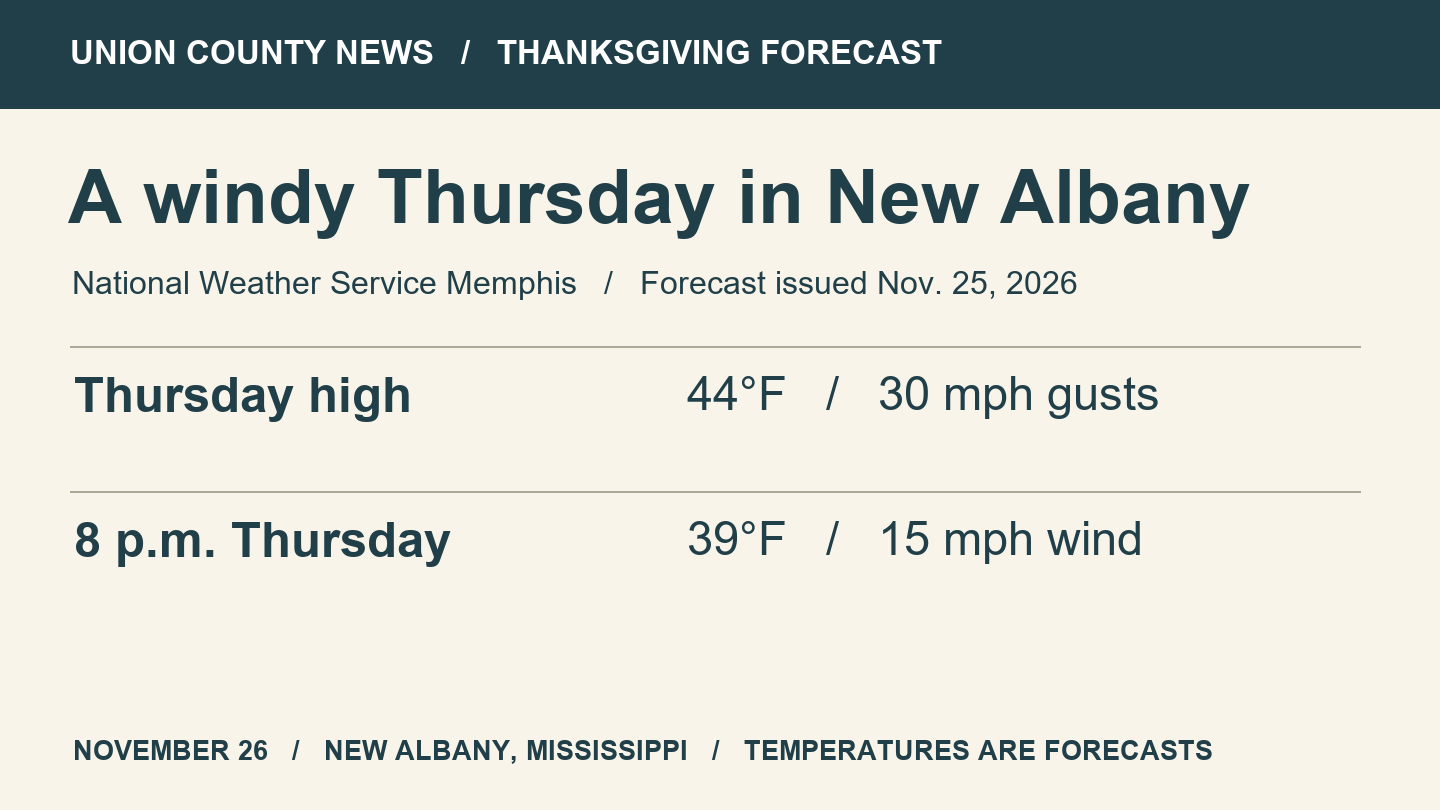 UNION COUNTY NEWS / THANKSGIVING FORECAST
A windy Thursday in New Albany
National Weather Service Memphis / Forecast issued Nov. 25, 2026
Thursday high 44°F / 30 mph gusts
8 p.m. Thursday 39°F / 15 mph wind
NOVEMBER 26 / NEW ALBANY, MISSISSIPPI / TEMPERATURES ARE FORECASTS